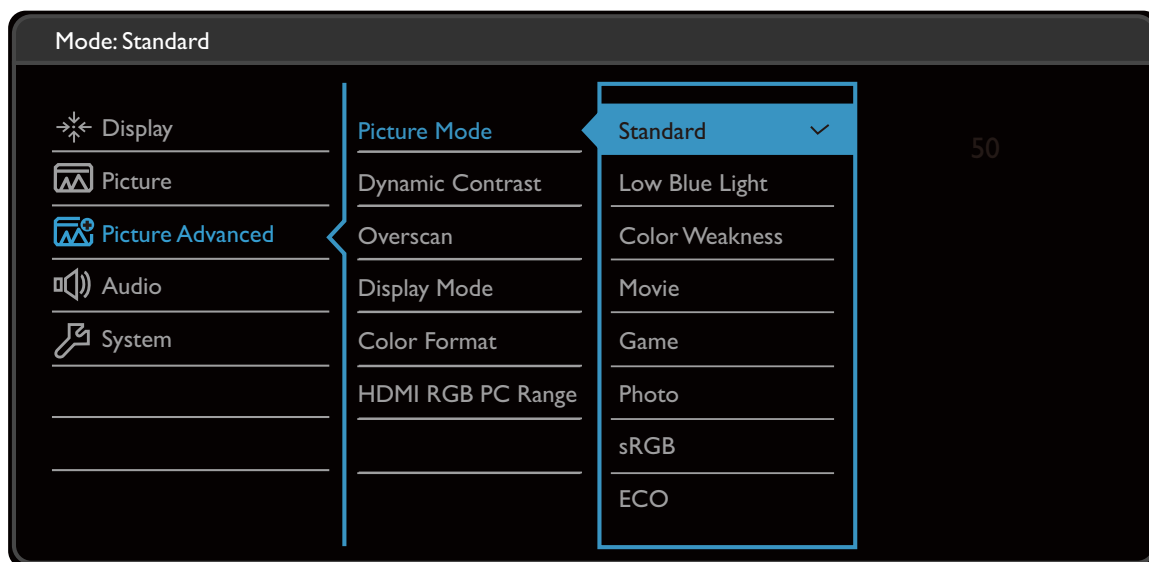 Mode: Standard
Display
Picture
Picture Advanced
Audio
System
Picture Mode
Dynamic Contrast
Overscan
Display Mode
Color Format
HDMI RGB PC Range
Standard
Low Blue Light
Color Weakness
Movie
Game
Photo
sRGB
ECO
50